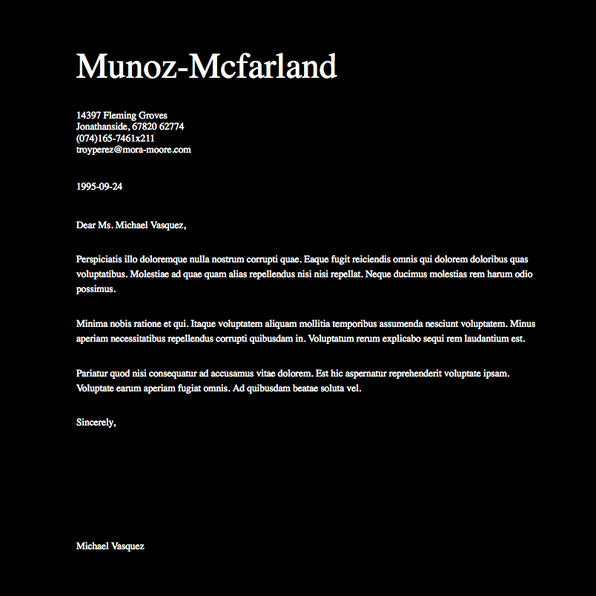 Munoz-Mcfarland
14397 Fleming Groves
Jonathanside, 67820 62774
(074)165-7461x211
troyperez@mora-moore.com
1995-09-24
Dear Ms. Michael Vasquez,
Perspiciatis illo doloremque nulla nostrum corrupti quae. Eaque fugit reiciendis omnis qui dolorem doloribus quas
voluptatibus. Molestiae ad quae quam alias repellendus nisi nisi repellat. Neque ducimus molestias rem harum odio
possimus.
Minima nobis ratione et qui. Itaque voluptatem aliquam mollitia temporibus assumenda nesciunt voluptatem. Minus
aperiam necessitatibus repellendus corrupti quibusdam in. Voluptatum rerum explicabo sequi rem laudantium est.
Pariatur quod nisi consequatur ad accusamus vitae dolorem. Est hic aspernatur reprehenderit voluptate ipsam.
Voluptate earum aperiam fugiat omnis. Ad quibusdam beatae soluta vel.
Sincerely,
Michael Vasquez